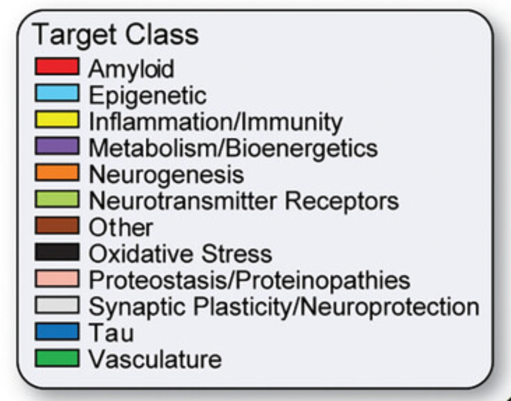 Target Class
Amyloid
Epigenetic
Inflammation/Immunity
Metabolism/Bioenergetics
Neurogenesis
Neurotransmitter Receptors
Other
Oxidative Stress
Proteostasis/Proteinopathies
Synaptic Plasticity/Neuroprotection
Tau
Vasculature